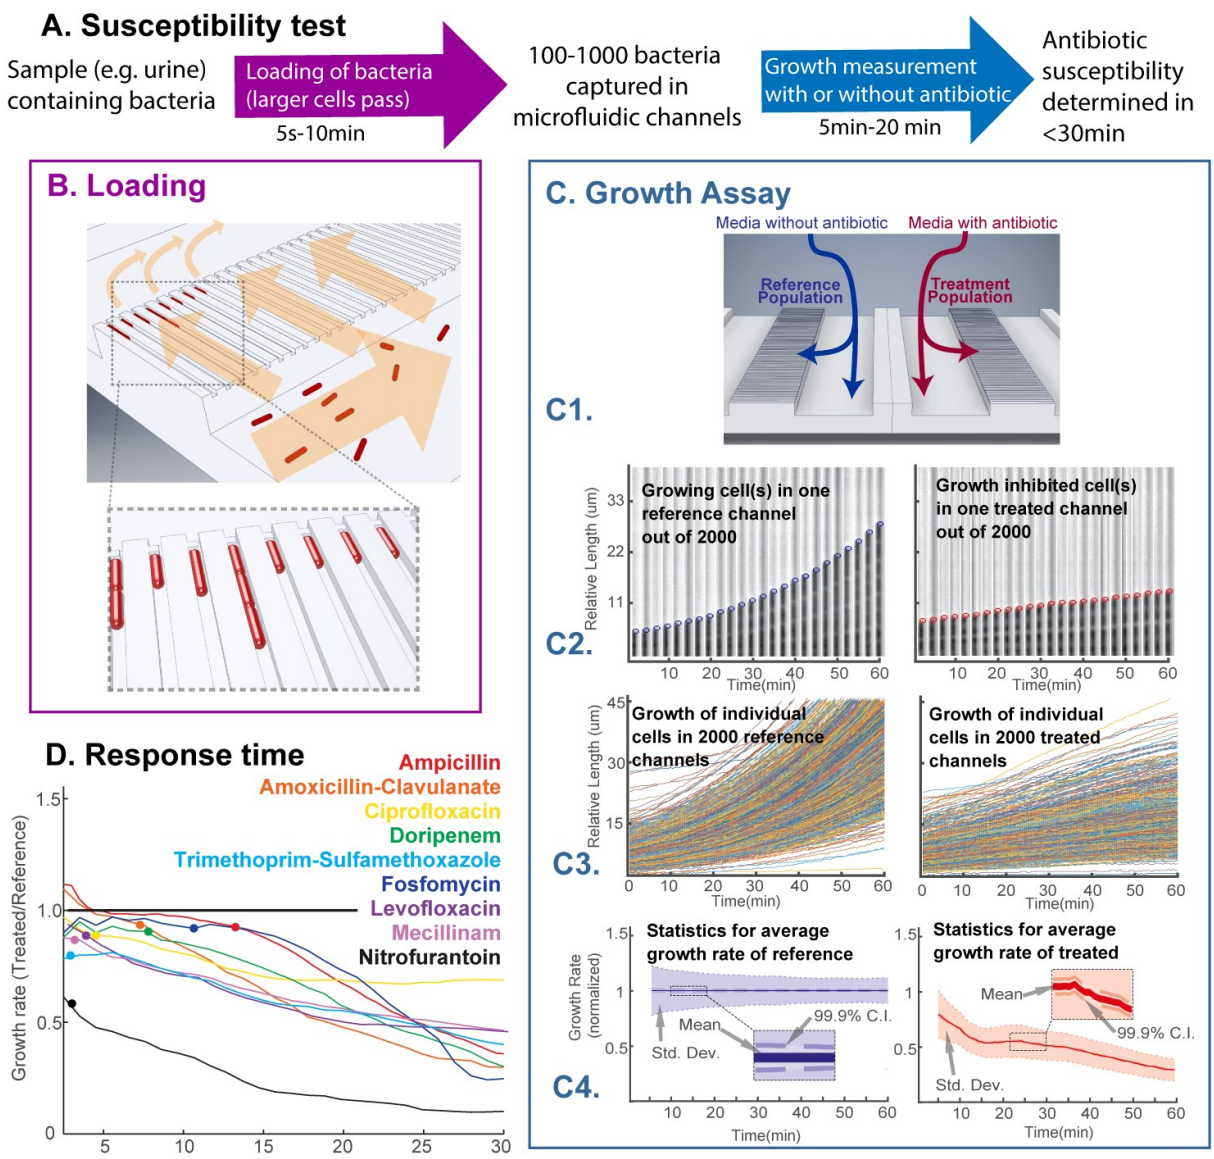 A. Susceptibility test
Sample (e.g. urine)
containing bacteria
Loading of bacteria
(larger cells pass)
5s-10min
100-1000 bacteria
captured in
microfluidic channels
Growth measurement
with or without antibiotic
5min-20 min
Antibiotic
susceptibility
determined in
<30min
B. Loading
C. Growth Assay
Media without antibiotic
Media with antibiotic
Reference
Population
Treatment
Population
C1.
C2.
Relative Length (um)
33
22
11
Growing cell(s) in one
reference channel
out of 2000
10 20 30 40 50 60
Time(min)
Growth inhibited cell(s)
in one treated channel
out of 2000
10 20 30 40 50 60
Time(min)
C3.
Relative Length (um)
45
30
15
Growth of individual
cells in 2000 reference
channels
0 10 20 30 40 50 60
Time(min)
Growth of individual
cells in 2000 treated
channels
0 10 20 30 40 50 60
Time(min)
C4.
Growth Rate
(normalized)
1.5
1
0.5
Statistics for average
growth rate of reference
Mean
99.9% C.I.
Std. Dev.
10 20 30 40 50 60
Time(min)
1.5
1
0.5
Statistics for average
growth rate of treated
Mean
99.9% C.I.
Std. Dev.
10 20 30 40 50 60
Time(min)
D. Response time
Ampicillin
Amoxicillin-Clavulanate
Ciprofloxacin
Doripenem
Trimethoprim-Sulfamethoxazole
Fosfomycin
Levofloxacin
Mecillinam
Nitrofurantoin
Growth rate (Treated/Reference)
1.5
1.0
0.5
0
5 10 15 20 25 30